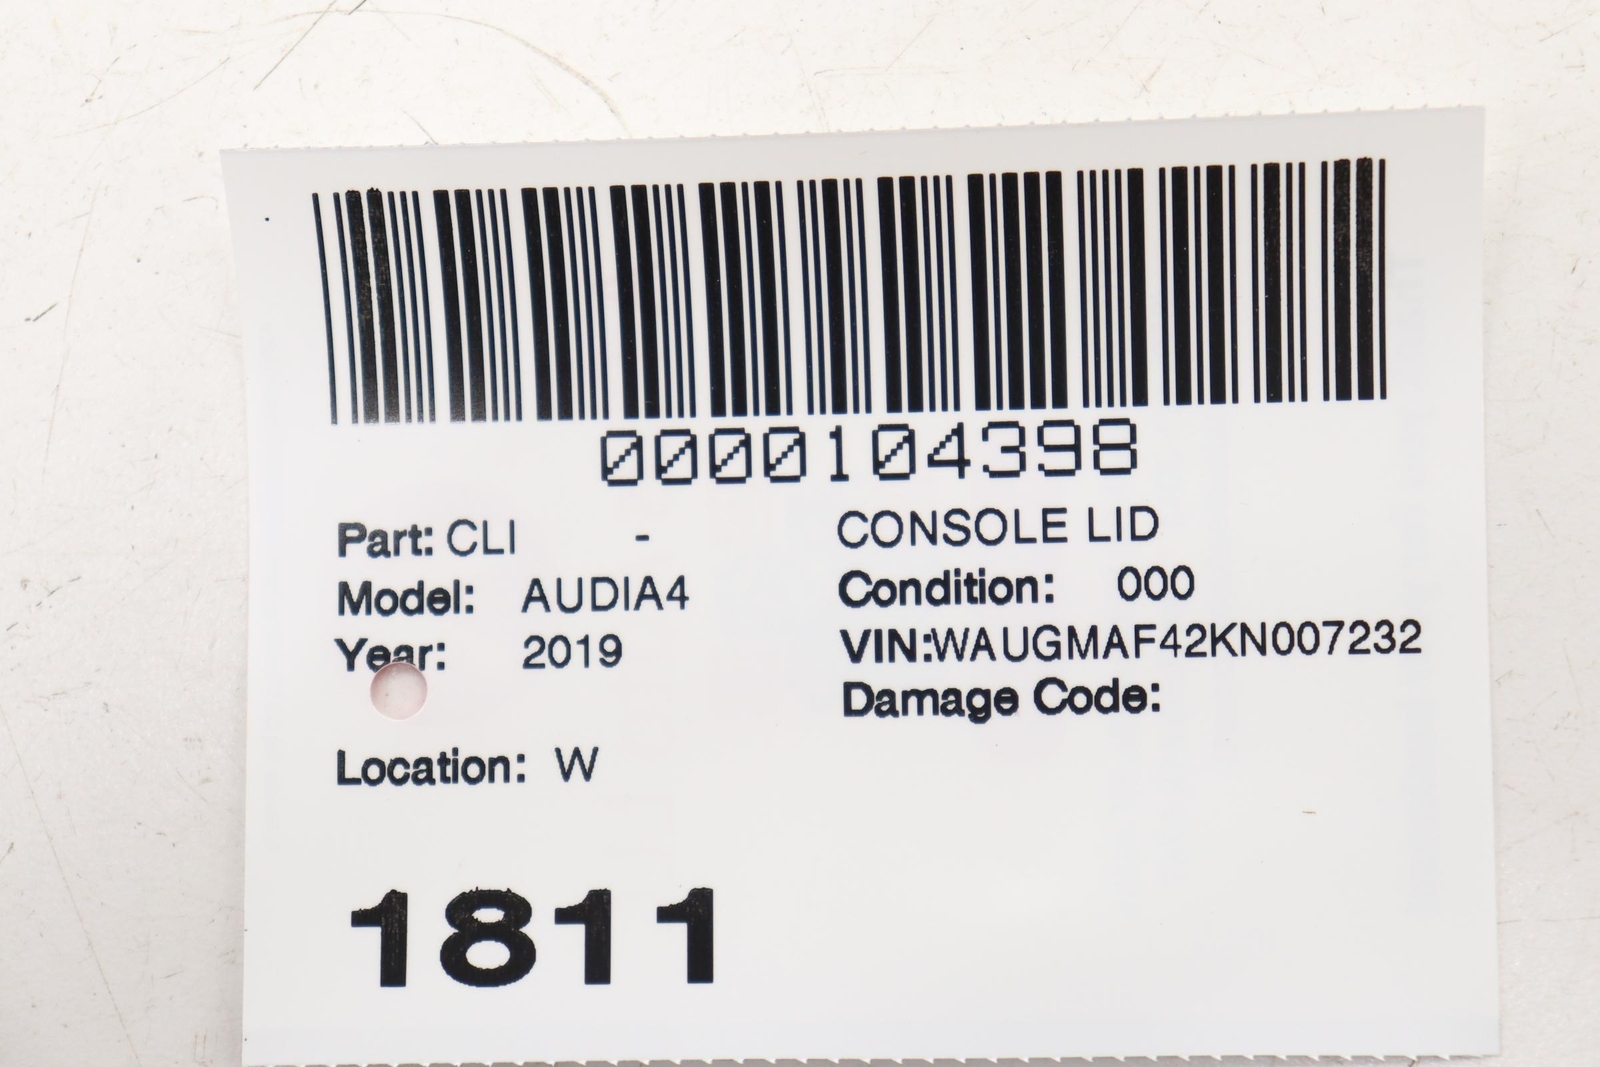 0000104398
Part: CLI - CONSOLE LID
Model: AUDIA4 Condition: 000
Year: 2019 VIN:WAUGMAF42KN007232
Damage Code:
Location: W
1811